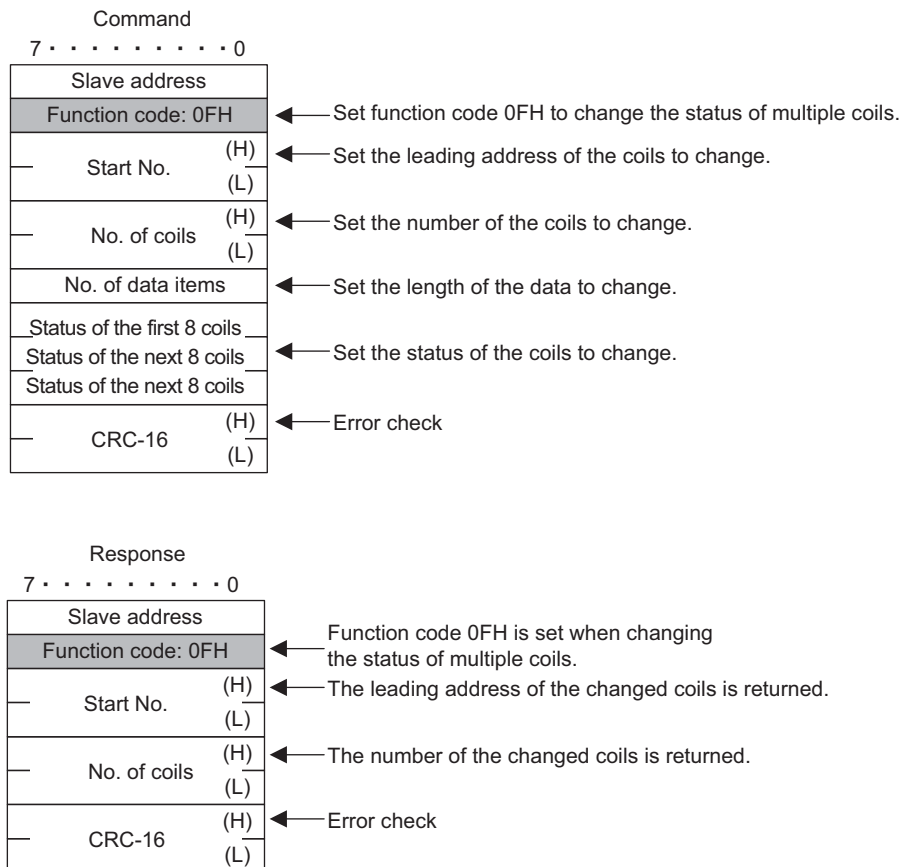 Command
7 · · · · · · · · · 0
Slave address
Function code: 0FH
Set function code 0FH to change the status of multiple coils.
Start No.
(H)
(L)
Set the leading address of the coils to change.
No. of coils
(H)
(L)
Set the number of the coils to change.
No. of data items
Set the length of the data to change.
Status of the first 8 coils
Status of the next 8 coils
Status of the next 8 coils
Set the status of the coils to change.
CRC-16
(H)
(L)
Error check
Response
7 · · · · · · · · · 0
Slave address
Function code: 0FH
Function code 0FH is set when changing
the status of multiple coils.
Start No.
(H)
(L)
The leading address of the changed coils is returned.
No. of coils
(H)
(L)
The number of the changed coils is returned.
CRC-16
(H)
(L)
Error check